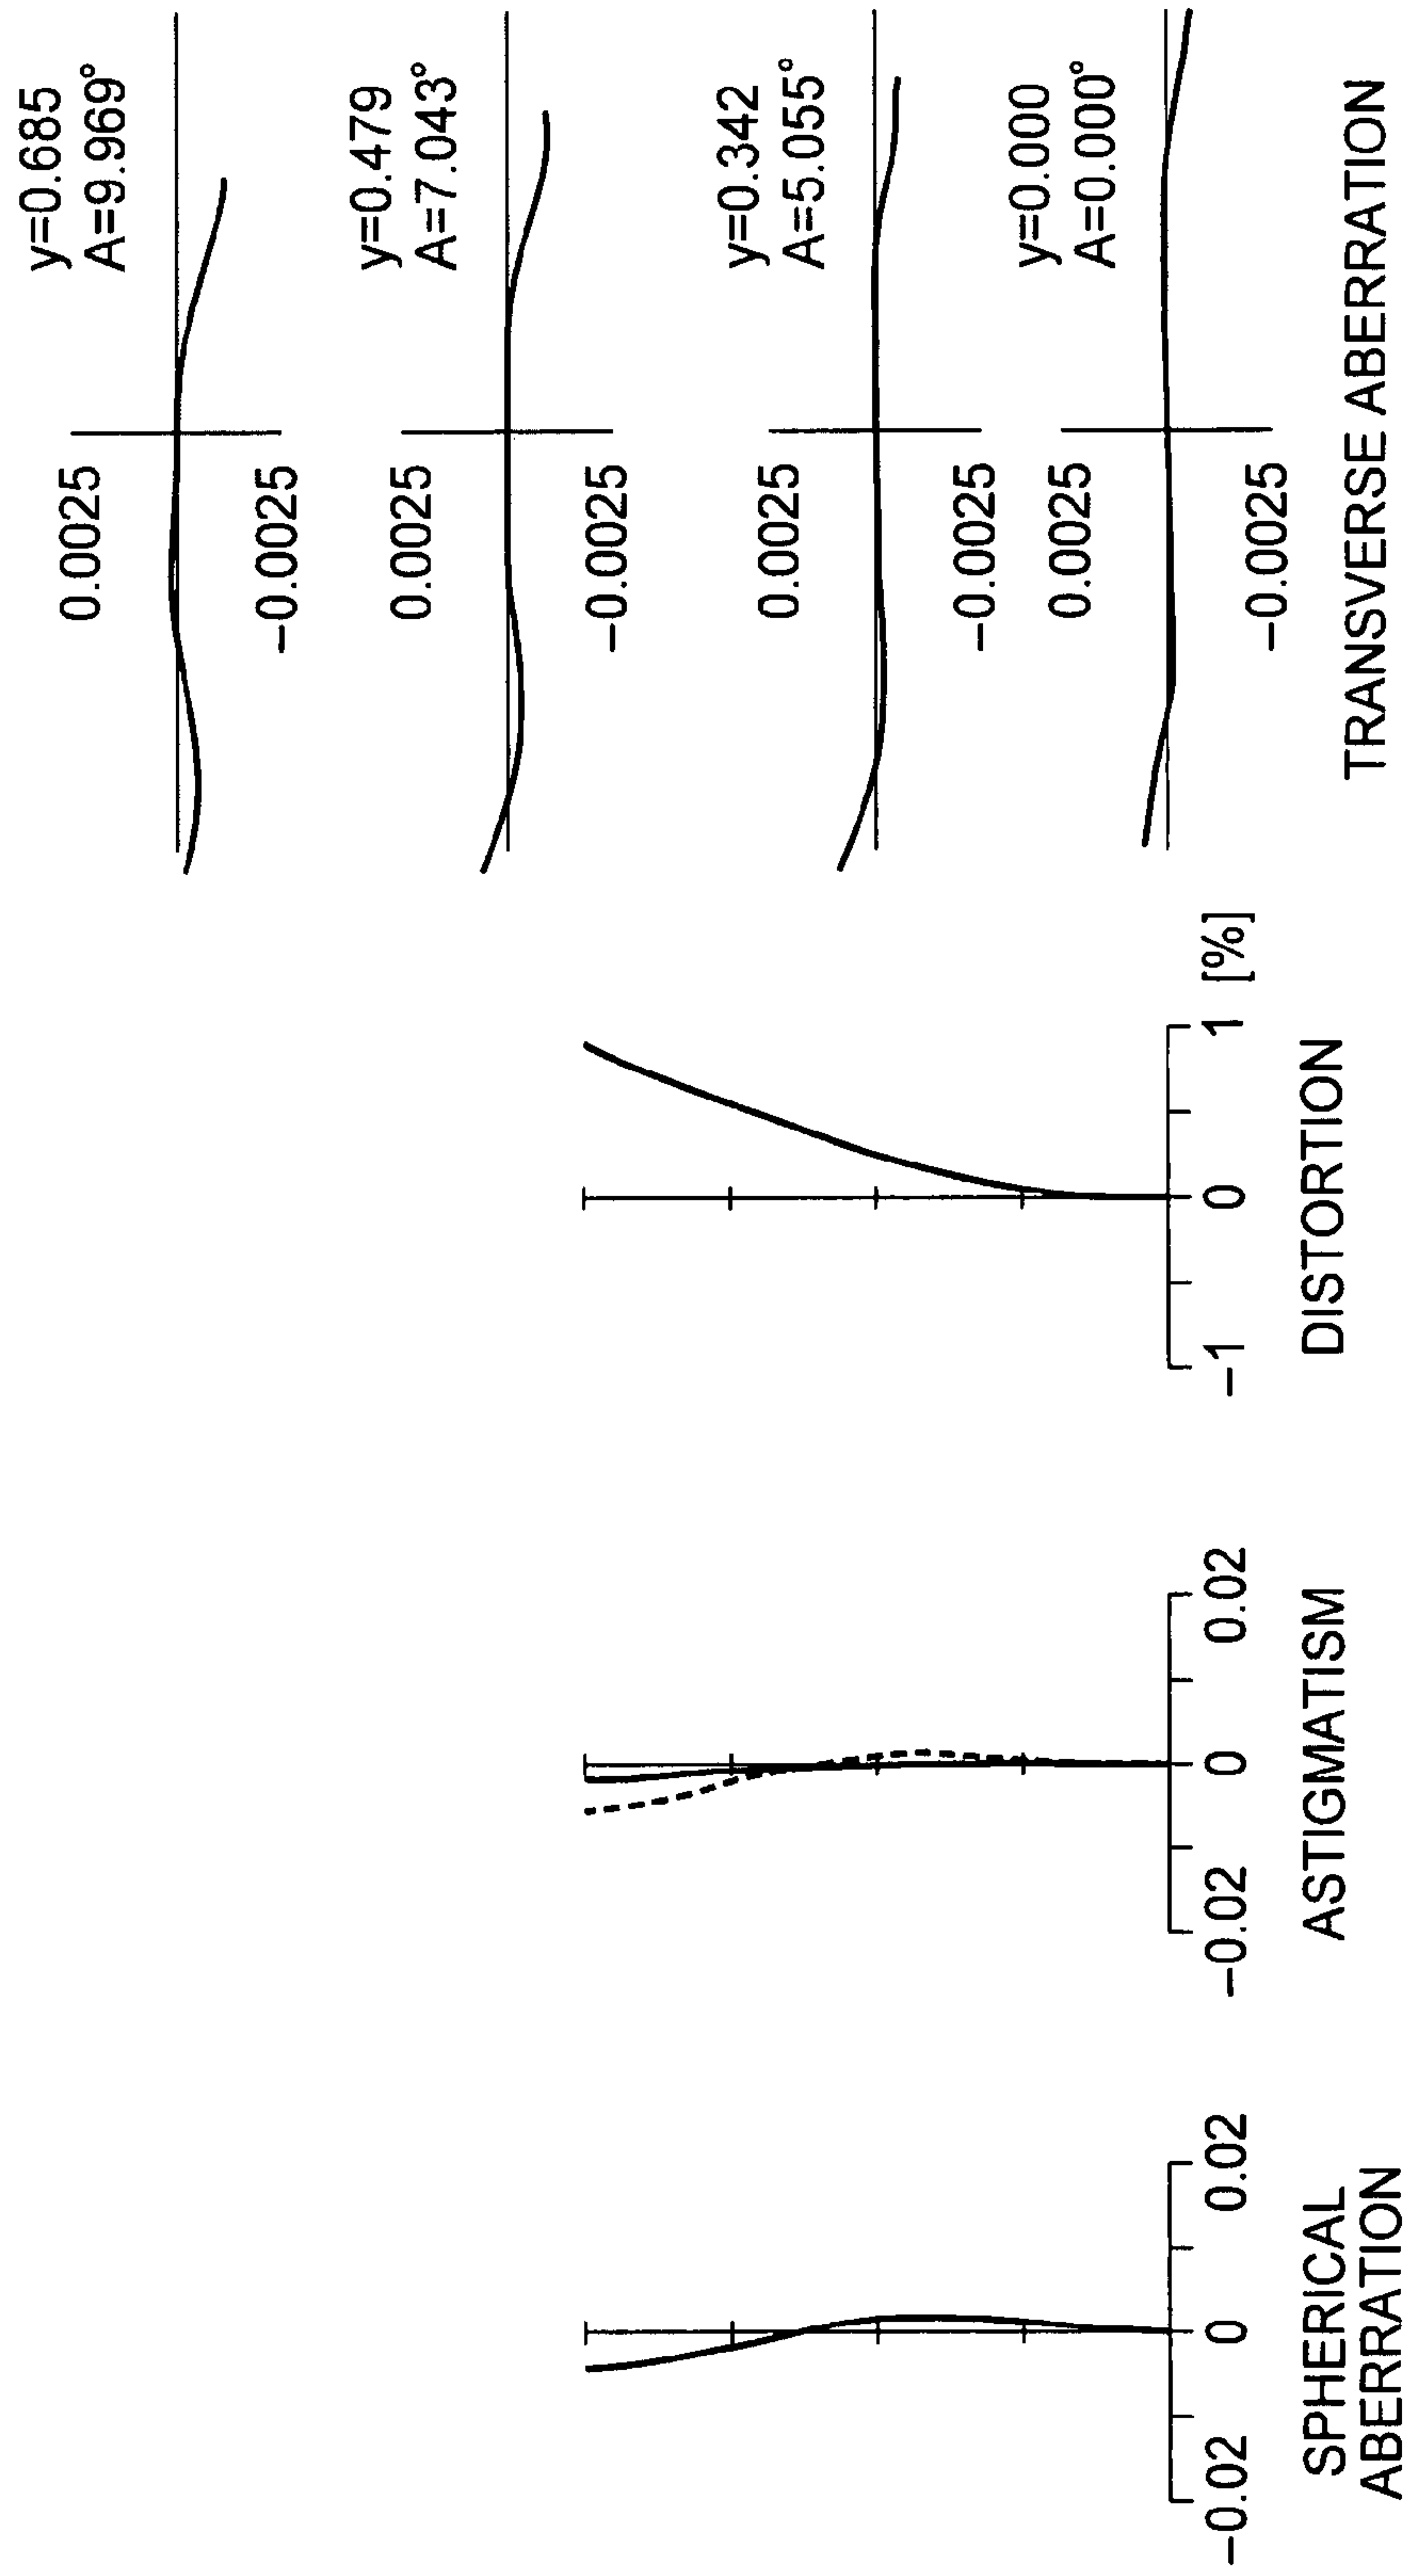 −0.02
0
0.02
SPHERICAL
ABERRATION
−0.02
0
0.02
ASTIGMATISM
−1
0
1
[%]
DISTORTION
y=0.685
A=9.969°
0.0025
−0.0025
y=0.479
A=7.043°
0.0025
−0.0025
y=0.342
A=5.055°
0.0025
−0.0025
y=0.000
A=0.000°
0.0025
−0.0025
TRANSVERSE ABERRATION